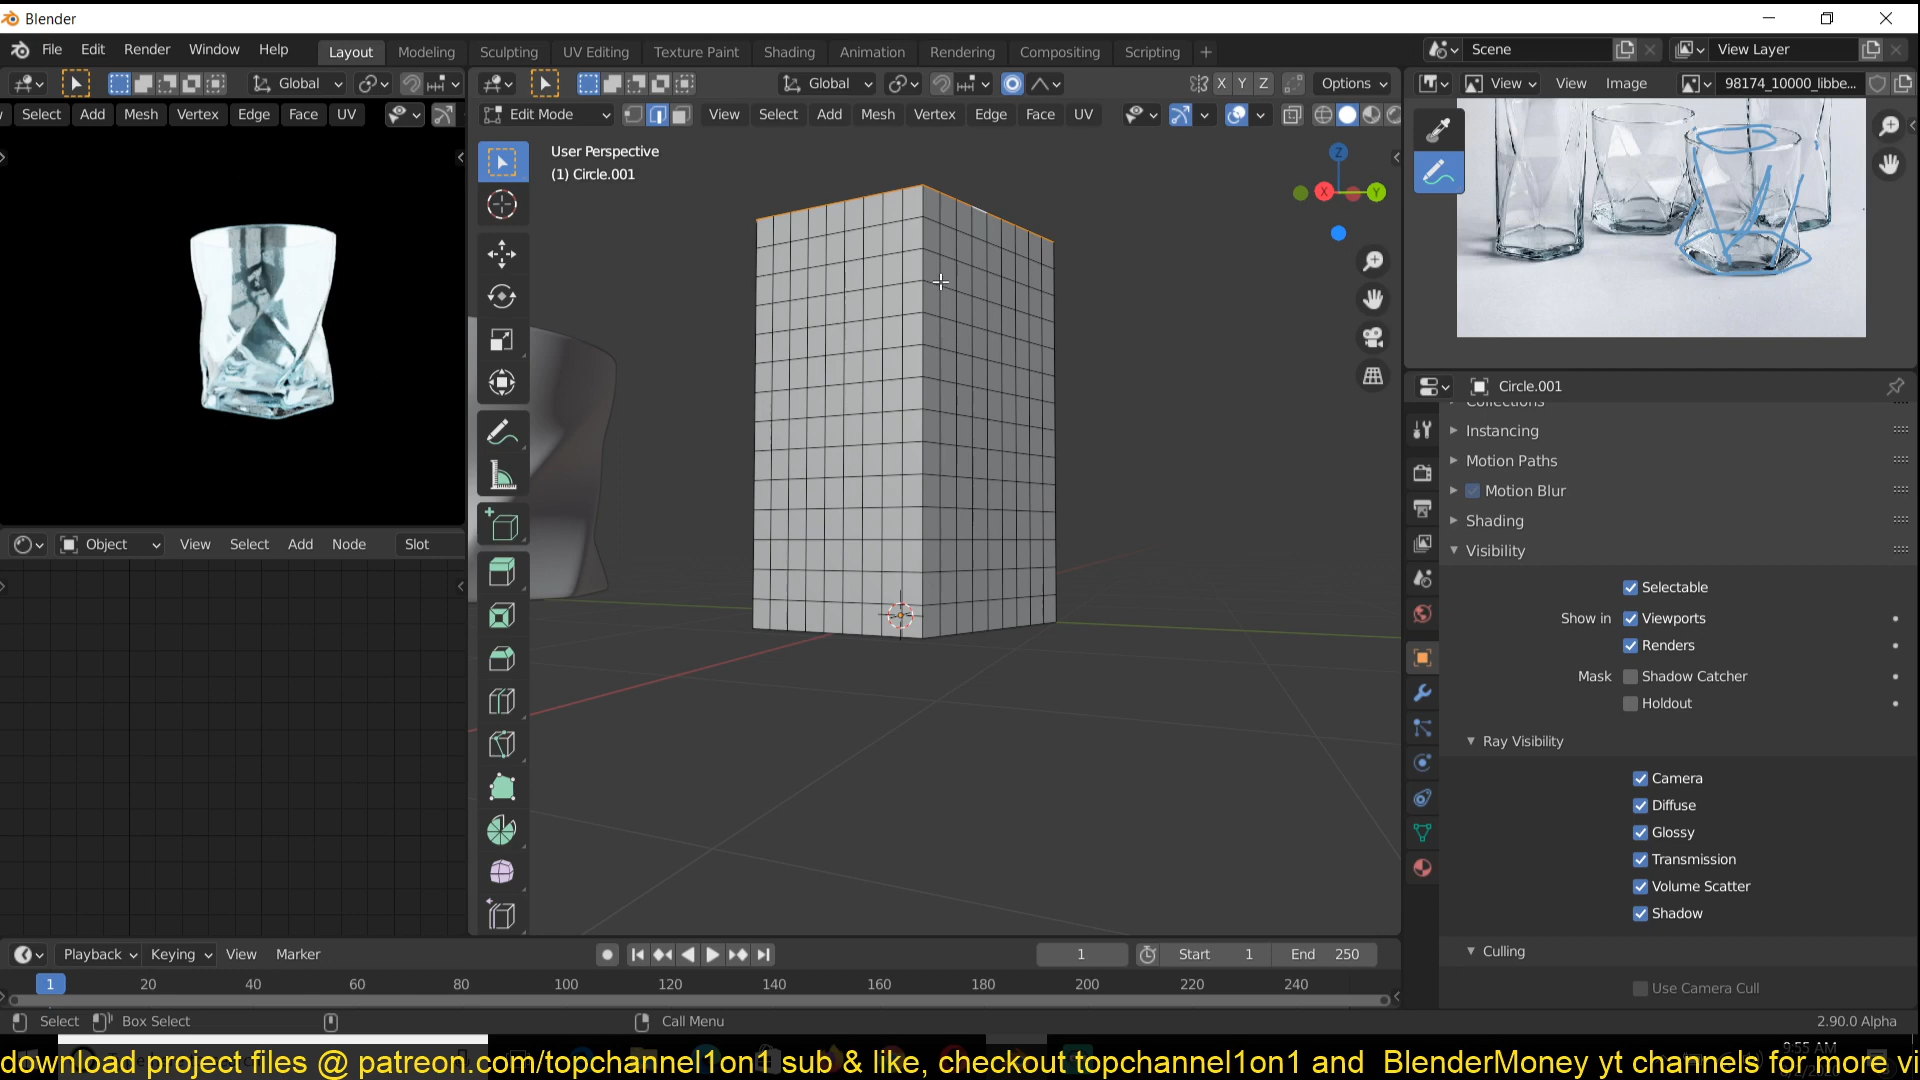 Blender
File Edit Render Window Help Layout Modeling Sculpting UV Editing Texture Paint Shading Animation Rendering Compositing Scripting + Scene View Layer
Global Global X Y Z Options View View Image 98174_10000_libbe...
Select Add Mesh Vertex Edge Face UV Edit Mode View Select Add Mesh Vertex Edge Face UV
User Perspective
(1) Circle.001
Z
X Y
Circle.001
Collections
Instancing
Motion Paths
Motion Blur
Shading
Visibility
Selectable
Show in Viewports
Renders
Mask Shadow Catcher
Holdout
Ray Visibility
Camera
Diffuse
Glossy
Transmission
Volume Scatter
Shadow
Culling
Use Camera Cull
Object View Select Add Node Slot
Playback Keying View Marker 1 Start 1 End 250
1 20 40 60 80 100 120 140 160 180 200 220 240
Select Box Select Call Menu 2.90.0 Alpha
9:55 AM
download project files @ patreon.com/topchannel1on1 sub & like, checkout topchannel1on1 and BlenderMoney yt channels for more vi